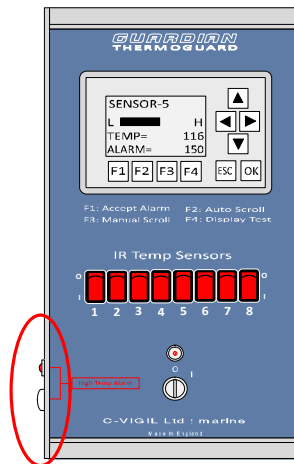 GUARDIAN
THERMOGUARD
SENSOR-5
L H
TEMP= 116
ALARM= 150
F1 F2 F3 F4 ESC OK
F1: Accept Alarm F2: Auto Scroll
F3: Manual Scroll F4: Display Test
IR Temp Sensors
O O
I I
1 2 3 4 5 6 7 8
O I
High Temp Alarm
C-VIGIL Ltd : marine
Made in England